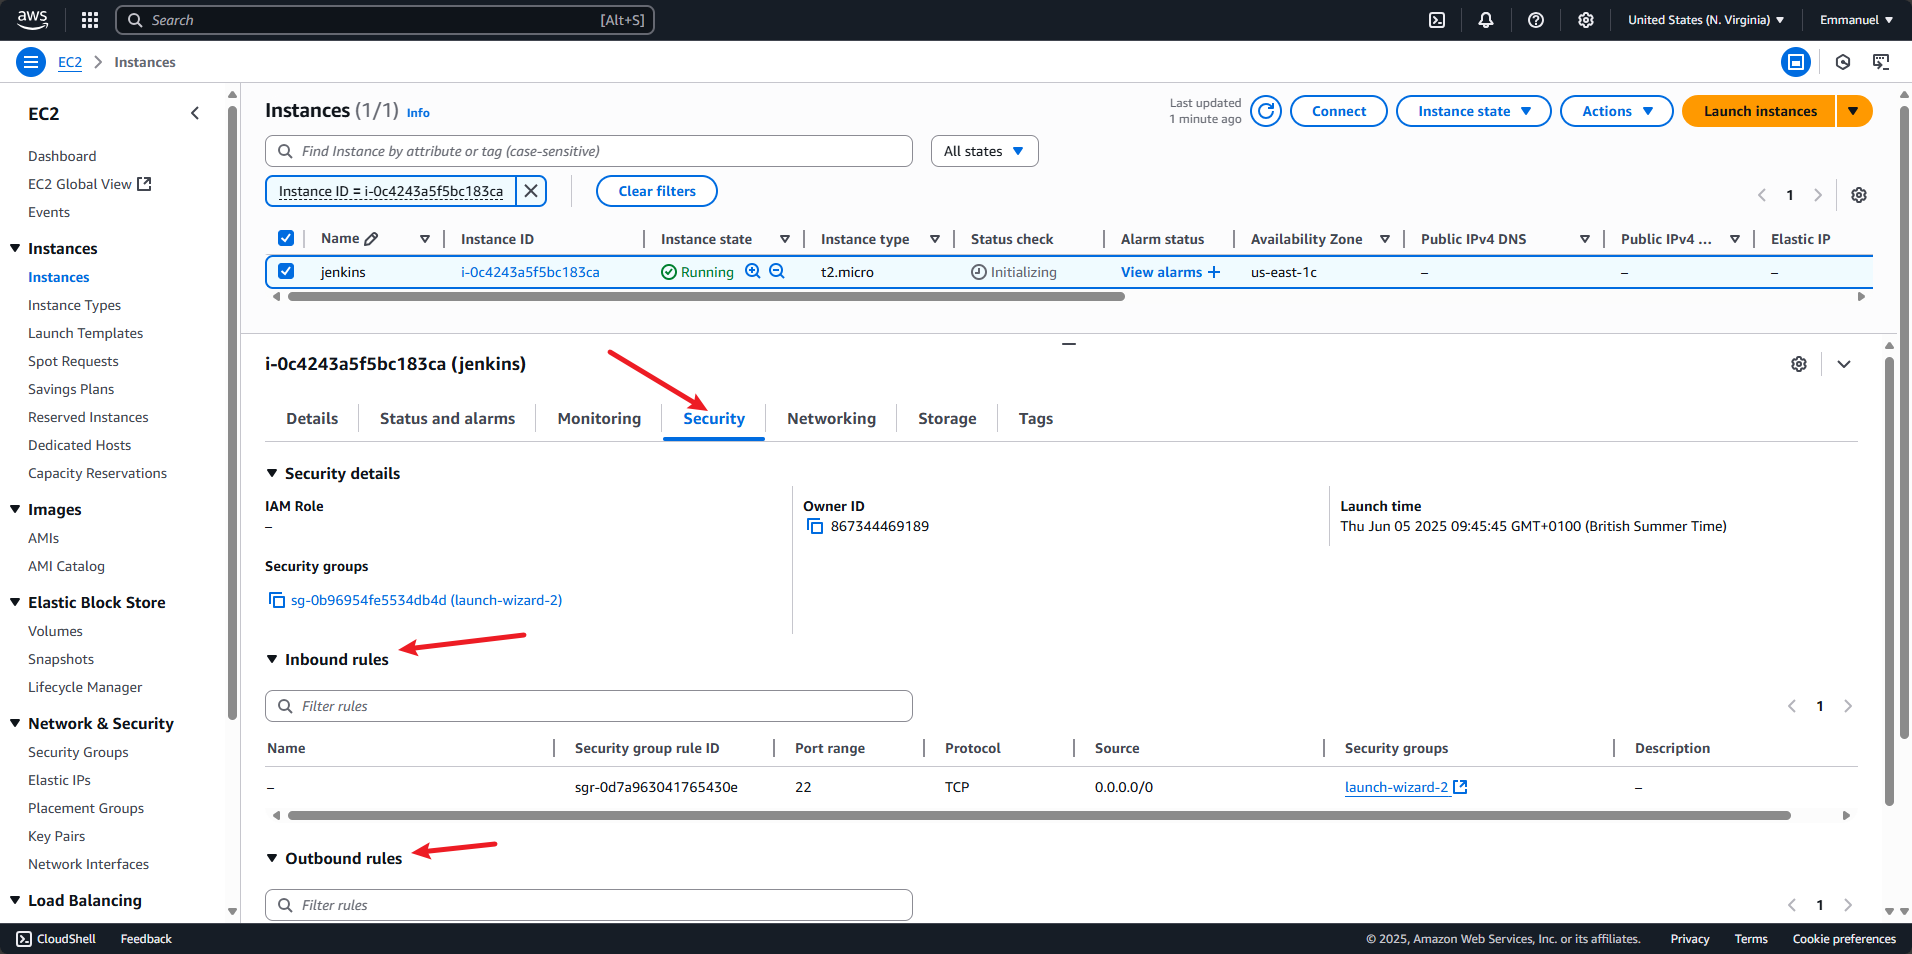 aws
Search [Alt+S]
United States (N. Virginia)
Emmanuel
EC2
Instances
EC2
Dashboard
EC2 Global View
Events
Instances
Instances
Instance Types
Launch Templates
Spot Requests
Savings Plans
Reserved Instances
Dedicated Hosts
Capacity Reservations
Images
AMIs
AMI Catalog
Elastic Block Store
Volumes
Snapshots
Lifecycle Manager
Network & Security
Security Groups
Elastic IPs
Placement Groups
Key Pairs
Network Interfaces
Load Balancing
Instances (1/1) Info
Last updated
1 minute ago
Connect
Instance state
Actions
Launch instances
Find Instance by attribute or tag (case-sensitive)
All states
Instance ID = i-0c4243a5f5bc183ca
Clear filters
1
Name Instance ID Instance state Instance type Status check Alarm status Availability Zone Public IPv4 DNS Public IPv4 ... Elastic IP
jenkins i-0c4243a5f5bc183ca Running t2.micro Initializing View alarms + us-east-1c – – –
i-0c4243a5f5bc183ca (jenkins)
Details Status and alarms Monitoring Security Networking Storage Tags
Security details
IAM Role
–
Owner ID
867344469189
Launch time
Thu Jun 05 2025 09:45:45 GMT+0100 (British Summer Time)
Security groups
sg-0b96954fe5534db4d (launch-wizard-2)
Inbound rules
Filter rules
1
Name Security group rule ID Port range Protocol Source Security groups Description
– sgr-0d7a963041765430e 22 TCP 0.0.0.0/0 launch-wizard-2 –
Outbound rules
Filter rules
1
CloudShell Feedback © 2025, Amazon Web Services, Inc. or its affiliates. Privacy Terms Cookie preferences